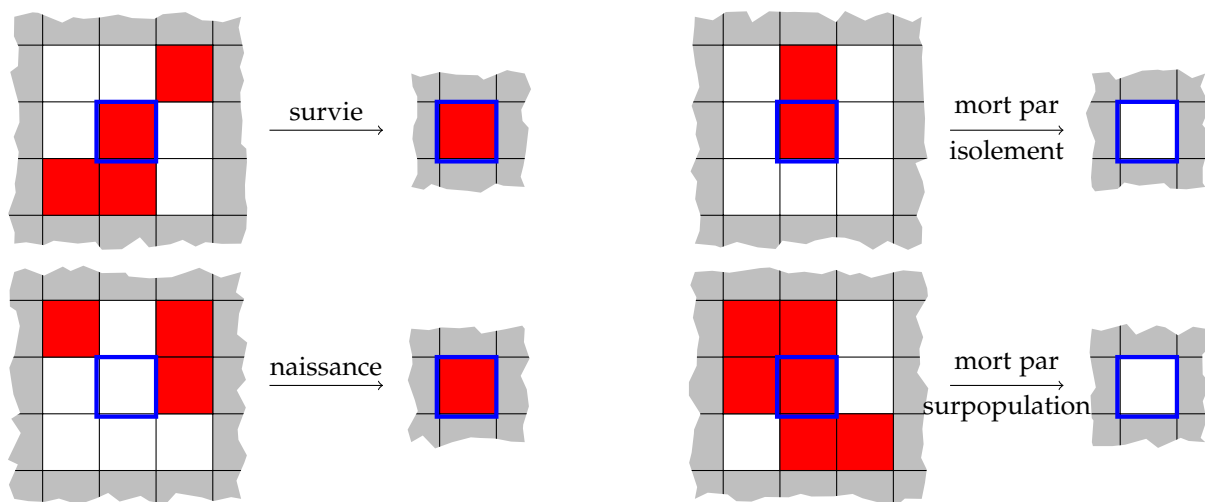 survie
mort par
isolement
naissance
mort par
surpopulation